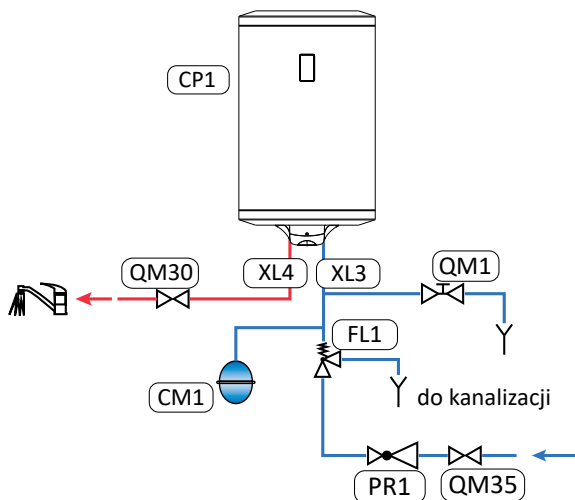 CP1
QM30
XL4
XL3
QM1
FL1
CM1
do kanalizacji
PR1
QM35